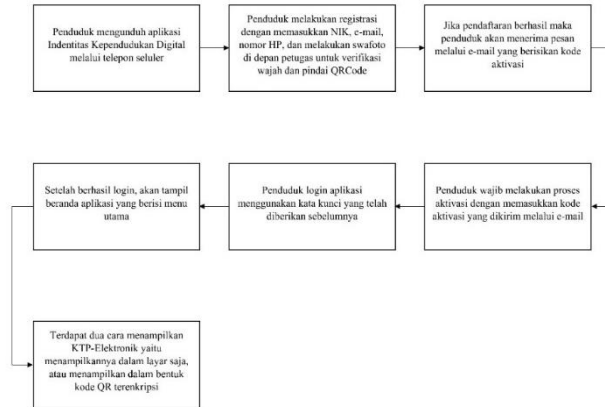 Penduduk mengunduh aplikasi
Indentitas Kependudukan Digital
melalui telepon seluler
Penduduk melakukan registrasi
dengan memasukkan NIK, e-mail,
nomor HP, dan melakukan swafoto
di depan petugas untuk verifikasi
wajah dan pindai QRCode
Jika pendaftaran berhasil maka
penduduk akan menerima pesan
melalui e-mail yang berisikan kode
aktivasi
Penduduk wajib melakukan proses
aktivasi dengan memasukkan kode
aktivasi yang dikirim melalui e-mail
Penduduk login aplikasi
menggunakan kata kunci yang telah
diberikan sebelumnya
Setelah berhasil login, akan tampil
beranda aplikasi yang berisi menu
utama
Terdapat dua cara menampilkan
KTP-Elektronik yaitu
menampilkannya dalam layar saja,
atau menampilkan dalam bentuk
kode QR terenkripsi